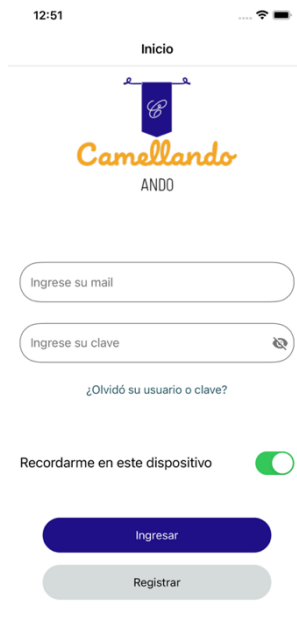 12:51
Inicio
C
Camellando
ANDO
Ingrese su mail
Ingrese su clave
¿Olvidó su usuario o clave?
Recordarme en este dispositivo
Ingresar
Registrar